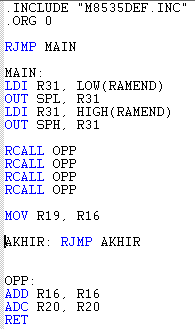 .INCLUDE "M8535DEF.INC"
.ORG 0
RJMP MAIN
MAIN:
LDI R31, LOW(RAMEND)
OUT SPL, R31
LDI R31, HIGH(RAMEND)
OUT SPH, R31
RCALL OPP
RCALL OPP
RCALL OPP
RCALL OPP
MOV R19, R16
AKHIR: RJMP AKHIR
OPP:
ADD R16, R16
ADC R20, R20
RET